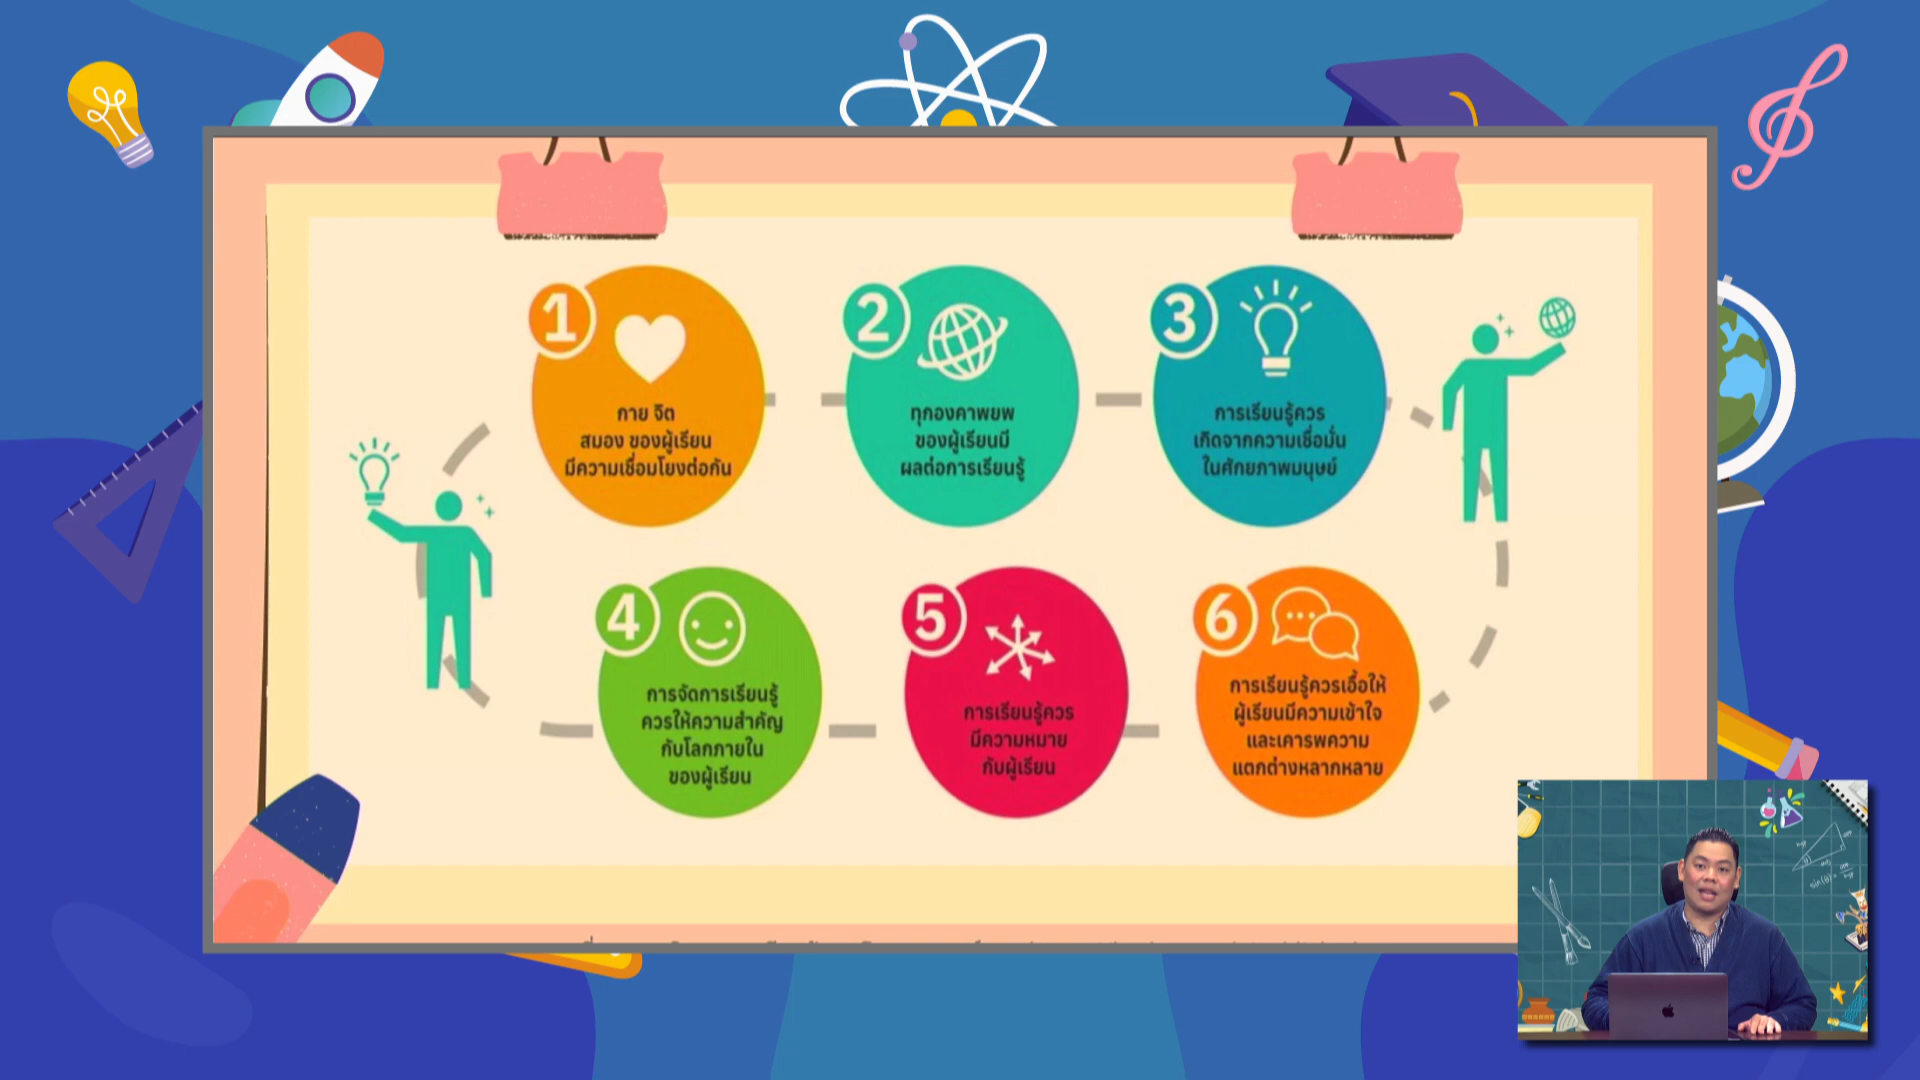 1
กาย จิต
สมอง ของผู้เรียน
มีความเชื่อมโยงต่อกัน
2
ทุกองคาพยพ
ของผู้เรียนมี
ผลต่อการเรียนรู้
3
การเรียนรู้ควร
เกิดจากความเชื่อมั่น
ในศักยภาพมนุษย์
4
การจัดการเรียนรู้
ควรให้ความสำคัญ
กับโลกภายใน
ของผู้เรียน
5
การเรียนรู้ควร
มีความหมาย
กับผู้เรียน
6
การเรียนรู้ควรเอื้อให้
ผู้เรียนมีความเข้าใจ
และเคารพความ
แตกต่างหลากหลาย